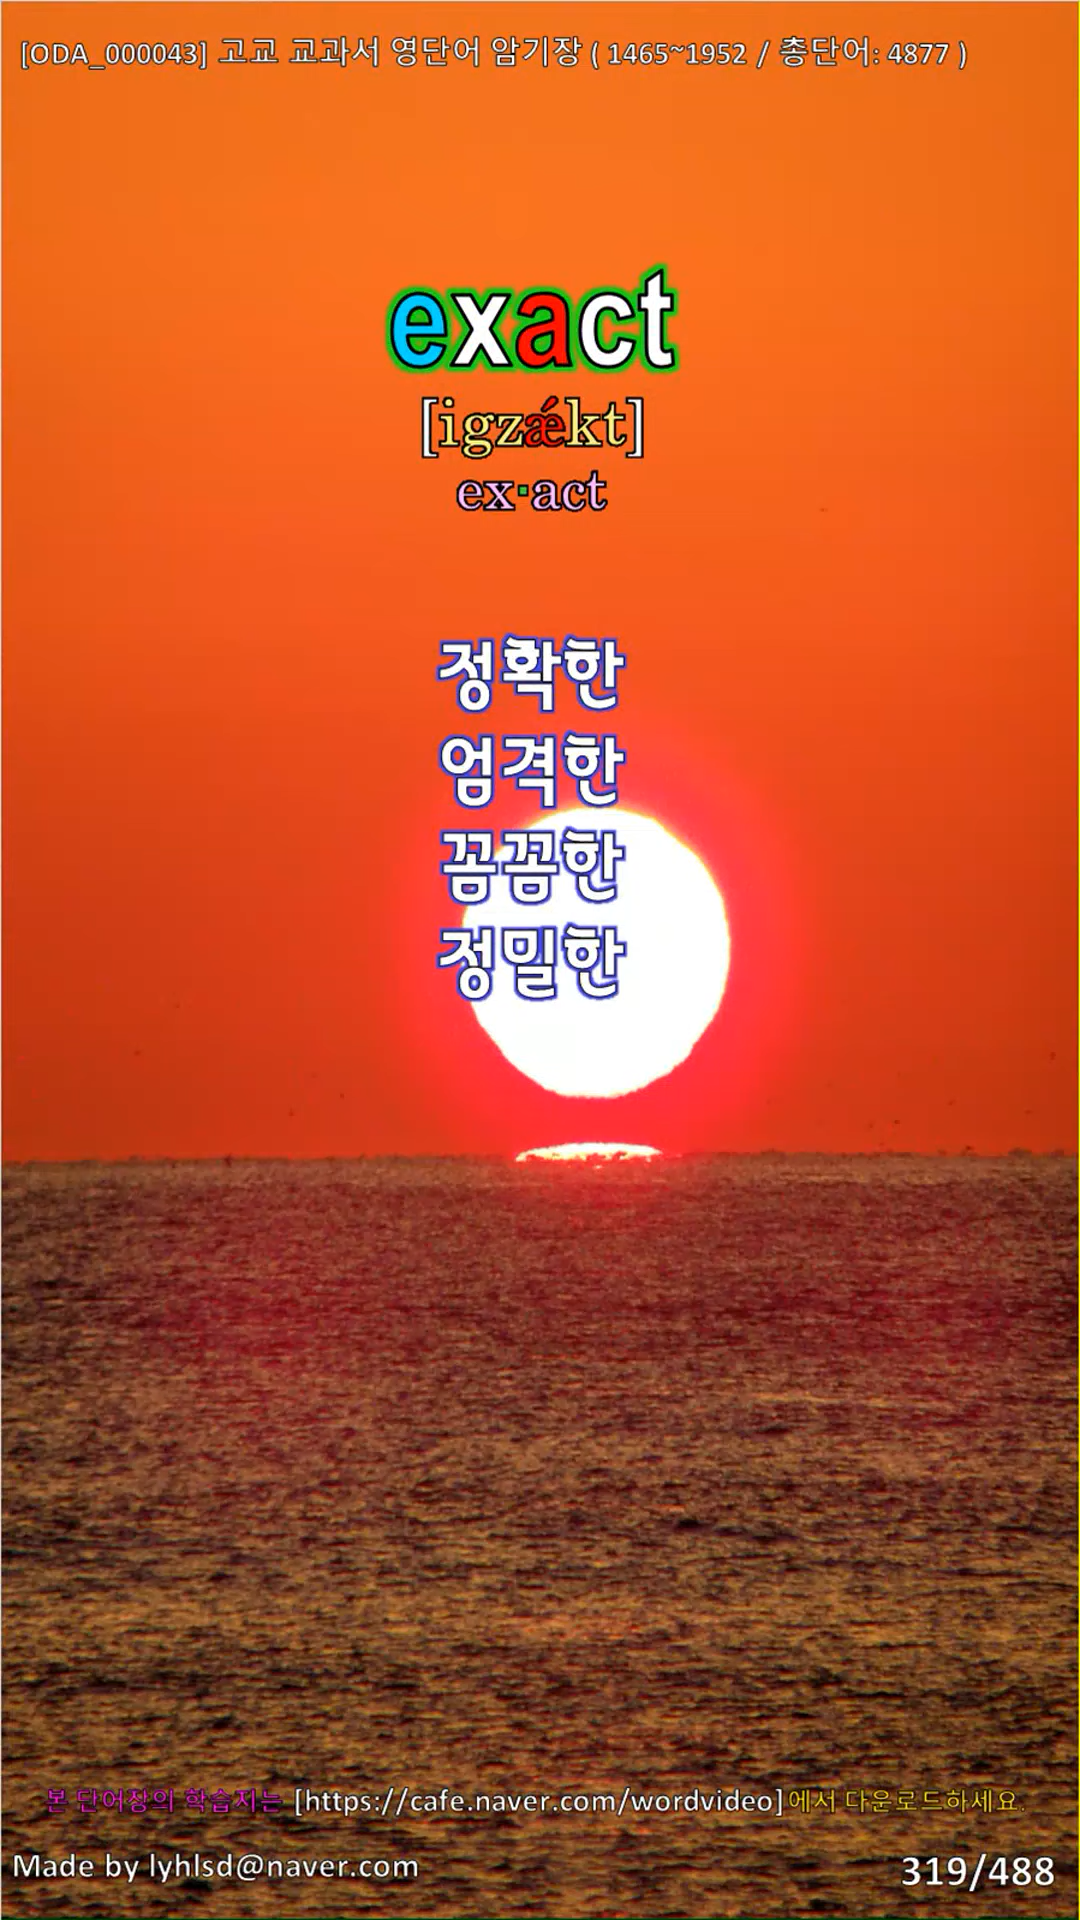 [ODA_000043] 고교 교과서 영단어 암기장 ( 1465~1952 / 총단어: 4877 )
exact
[igzǽkt]
ex·act
정확한
엄격한
꼼꼼한
정밀한
본 단어장의 학습지는 [https://cafe.naver.com/wordvideo]에서 다운로드하세요.
Made by lyhlsd@naver.com
319/488